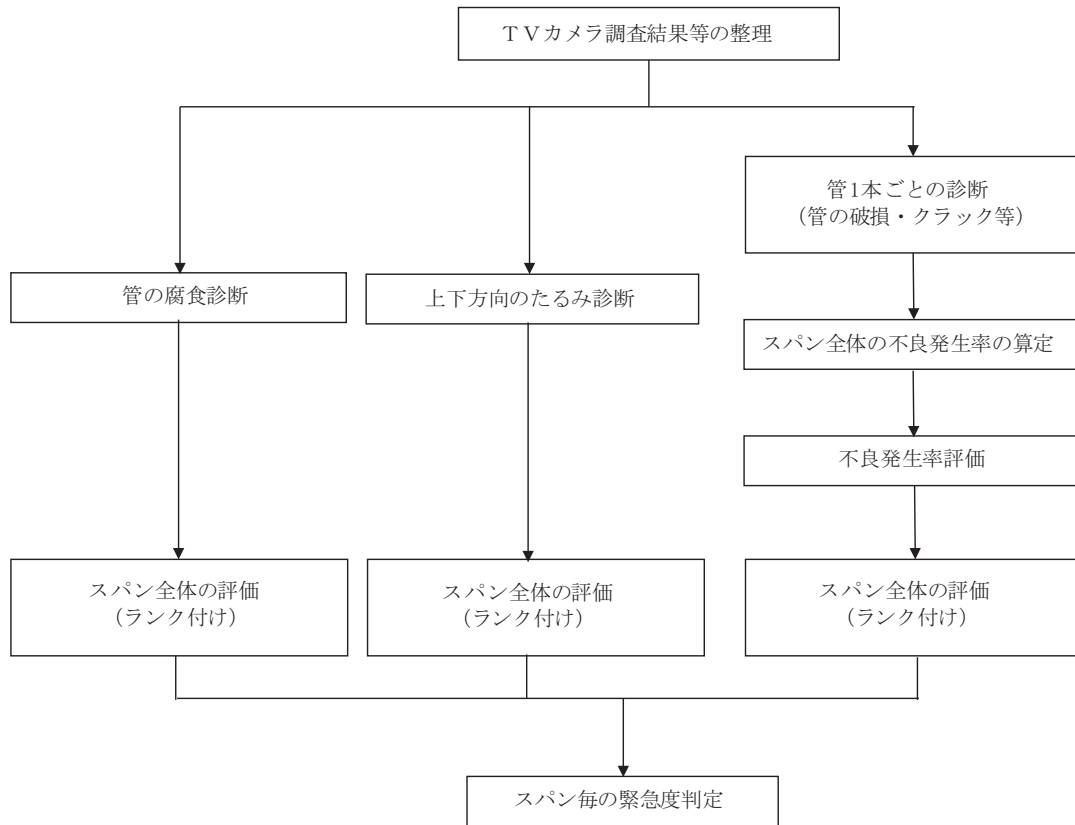 ＴＶカメラ調査結果等の整理
管1本ごとの診断
（管の破損・クラック等）
管の腐食診断
上下方向のたるみ診断
スパン全体の不良発生率の算定
不良発生率評価
スパン全体の評価
（ランク付け）
スパン全体の評価
（ランク付け）
スパン全体の評価
（ランク付け）
スパン毎の緊急度判定